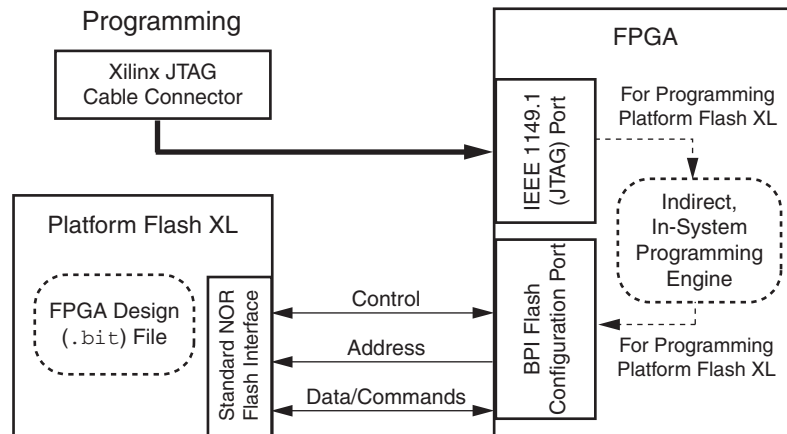 Programming
Xilinx JTAG
Cable Connector
FPGA
IEEE 1149.1
(JTAG) Port
For Programming
Platform Flash XL
Indirect,
In-System
Programming
Engine
For Programming
Platform Flash XL
BPI Flash
Configuration Port
Platform Flash XL
FPGA Design
(.bit) File
Standard NOR
Flash Interface
Control
Address
Data/Commands